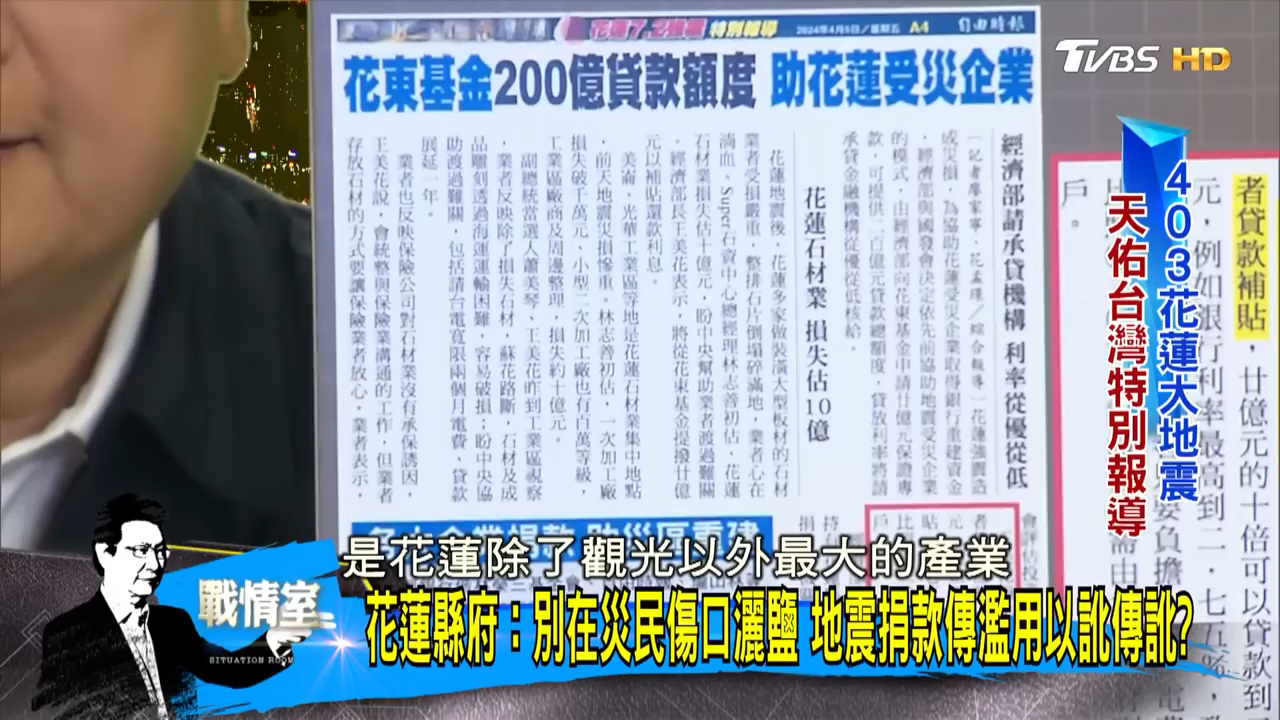 花蓮7.2強震 特別報導
2024年4月5日／星期五 A4 自由時報
TVBS HD
花東基金200億貸款額度 助花蓮受災企業
經濟部請承貸機構 利率從優從低
〔記者廖家寧、花孟璟／綜合報導〕花蓮強震造
成災損，為協助花蓮受災企業取得銀行重建資金
，經濟部與國發會決定依先前協助地震受災企業
的模式，由經濟部向花東基金申請廿億元保證專
款，可提供二百億元貸款總額度，貸放利率將請
承貸金融機構從優從低核給。
花蓮石材業 損失估10億
花蓮地震後，花蓮多家做裝潢大型板材的石材
業者受損嚴重，整排石片倒塌碎滿地，業者心在
淌血。Super石資中心總經理林志善初估，花蓮
石材業損失估十億元，盼中央幫助業者渡過難關
。經濟部長王美花表示，將從花東基金提撥廿億
元以補貼還款利息。
美崙、光華工業區等地是花蓮石材業集中地點
，前天地震災損慘重。林志善初估，一次加工廠
損失破千萬元，小型二次加工廠也有百萬等級，
工業區廠商及周邊整理，損失約十億元。
副總統當選人蕭美琴、王美花昨到工業區視察
，業者反映除了損失石材，蘇花路斷，石材及成
品雕刻淺過海運運輸困難、破損，盼中央協
助渡過難關，包括請台電寬限兩個月電費、貸款
展延一年。
業者也反映保險公司對石材業沒有承保誘因，
王美花說，會統整與保險業溝通的工作，但業者
存放石材的方式要讓保險業者放心。業者表示，
者貸款補貼，廿億元的十倍可以貸款到
元，例如銀行利率最高到二·七五％，
戶。
403花蓮大地震
天佑台灣特別報導
各大企業捐款 助災區重建
是花蓮除了觀光以外最大的產業
戰情室
SITUATION ROOM
花蓮縣府：別在災民傷口灑鹽 地震捐款傳濫用以訛傳訛?